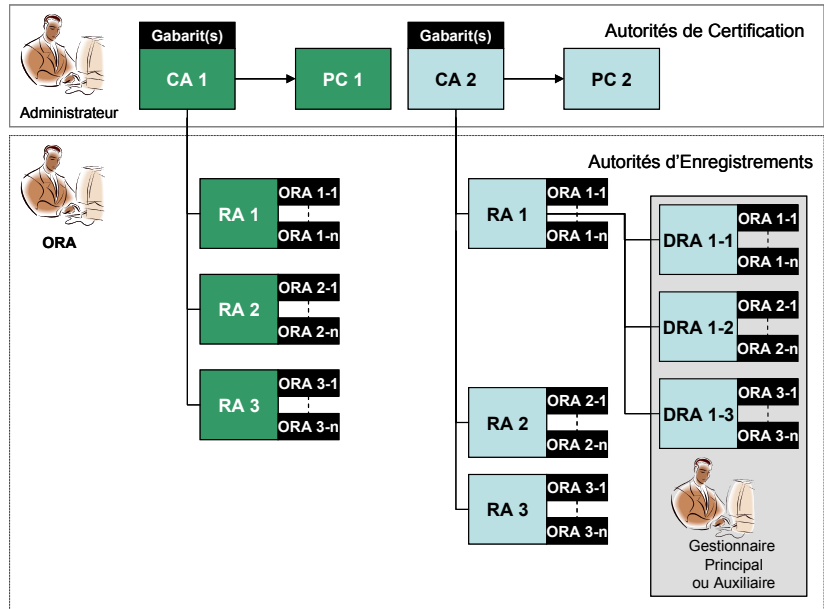 Autorités de Certification
Gabarit(s)
CA 1
PC 1
Gabarit(s)
CA 2
PC 2
Administrateur
Autorités d'Enregistrements
ORA
RA 1
ORA 1-1
ORA 1-n
RA 2
ORA 2-1
ORA 2-n
RA 3
ORA 3-1
ORA 3-n
RA 1
ORA 1-1
ORA 1-n
RA 2
ORA 2-1
ORA 2-n
RA 3
ORA 3-1
ORA 3-n
DRA 1-1
ORA 1-1
ORA 1-n
DRA 1-2
ORA 2-1
ORA 2-n
DRA 1-3
ORA 3-1
ORA 3-n
Gestionnaire
Principal
ou Auxiliaire